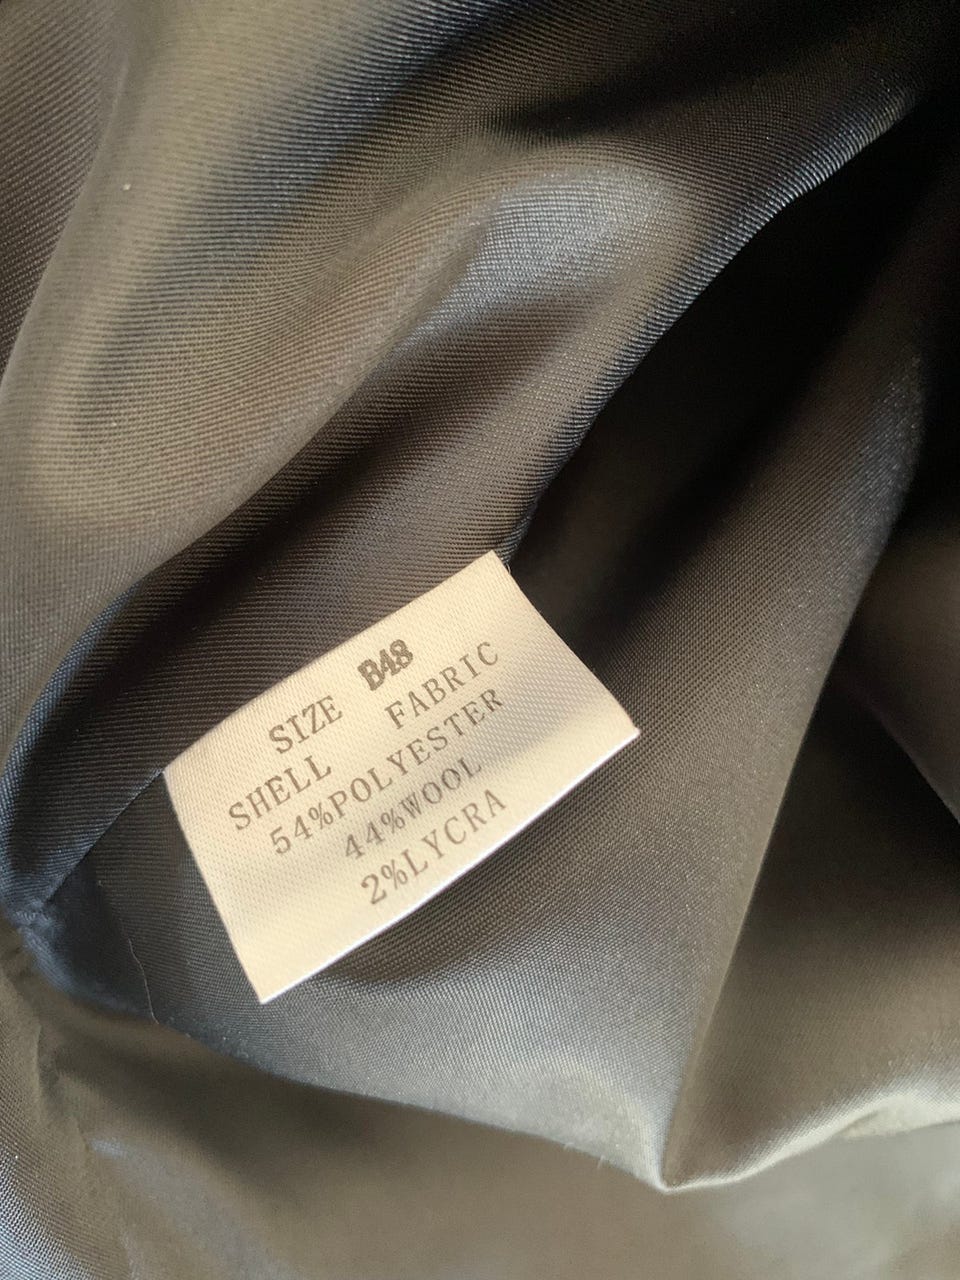 SIZE B48
SHELL FABRIC
54%POLYESTER
44%WOOL
2%LYCRA